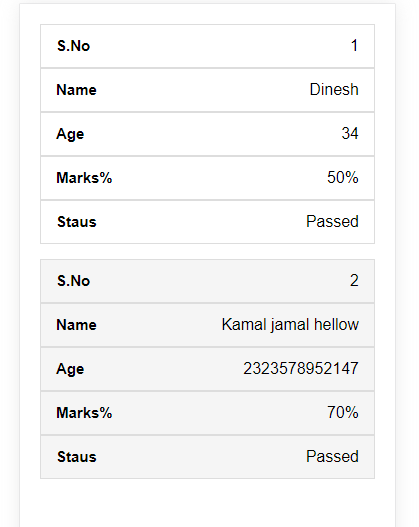 S.No 1
Name Dinesh
Age 34
Marks% 50%
Staus Passed
S.No 2
Name Kamal jamal hellow
Age 2323578952147
Marks% 70%
Staus Passed